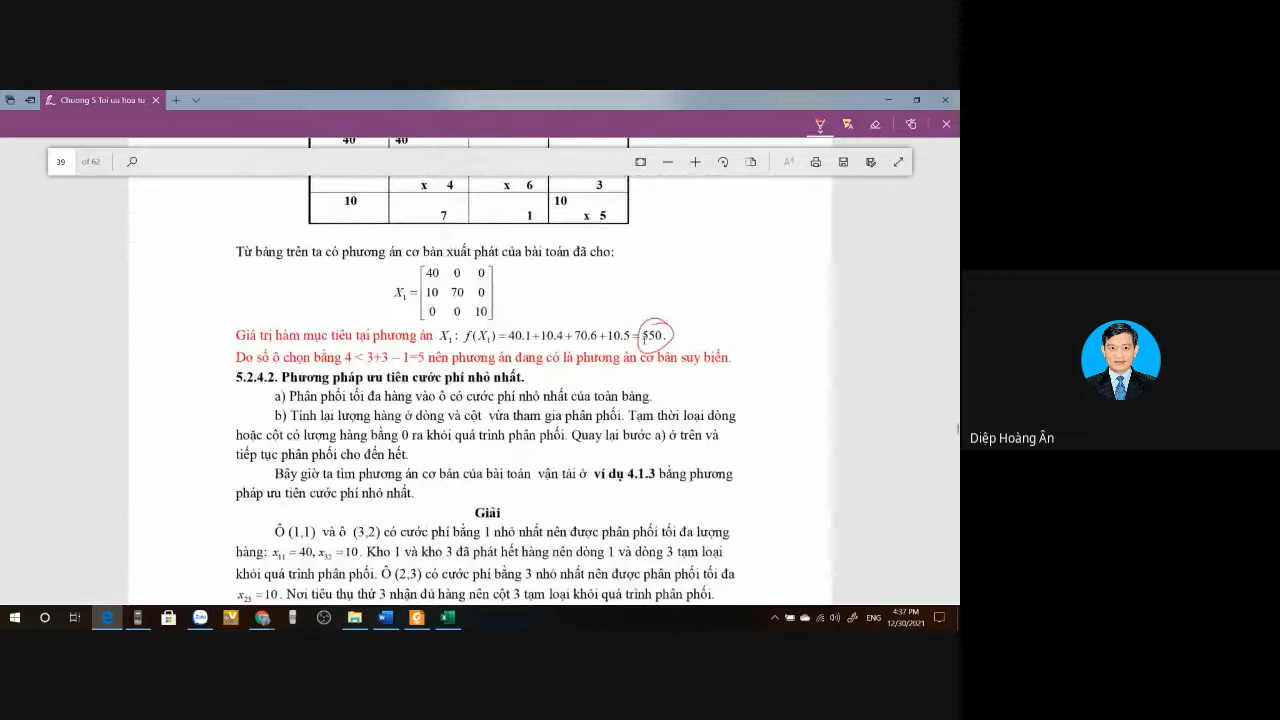 Chuong 5 Toi uu hoa tu
39 of 62
40 40
x 4 x 6 3
10 10
7 1 x 5
Từ bảng trên ta có phương án cơ bản xuất phát của bài toán đã cho:
40 0 0
X₁ = 10 70 0
0 0 10
Giá trị hàm mục tiêu tại phương án X₁: f(X₁) = 40.1+10.4+70.6+10.5 = 550.
Do số ô chọn bằng 4 < 3+3 – 1=5 nên phương án đang có là phương án cơ bản suy biến.
5.2.4.2. Phương pháp ưu tiên cước phí nhỏ nhất.
a) Phân phối tối đa hàng vào ô có cước phí nhỏ nhất của toàn bảng.
b) Tính lại lượng hàng ở dòng và cột vừa tham gia phân phối. Tạm thời loại dòng
hoặc cột có lượng hàng bằng 0 ra khỏi quá trình phân phối. Quay lại bước a) ở trên và
tiếp tục phân phối cho đến hết.
Bây giờ ta tìm phương án cơ bản của bài toán vận tải ở ví dụ 4.1.3 bằng phương
pháp ưu tiên cước phí nhỏ nhất.
Giải
Ô (1,1) và ô (3,2) có cước phí bằng 1 nhỏ nhất nên được phân phối tối đa lượng
hàng: x₁₁ = 40, x₃₂ = 10. Kho 1 và kho 3 đã phát hết hàng nên dòng 1 và dòng 3 tạm loại
khỏi quá trình phân phối. Ô (2,3) có cước phí bằng 3 nhỏ nhất nên được phân phối tối đa
x₂₃ = 10. Nơi tiêu thụ thứ 3 nhận đủ hàng nên cột 3 tạm loại khỏi quá trình phân phối.
Diệp Hoàng Ân
Zalo
ENG 4:37 PM
12/30/2021